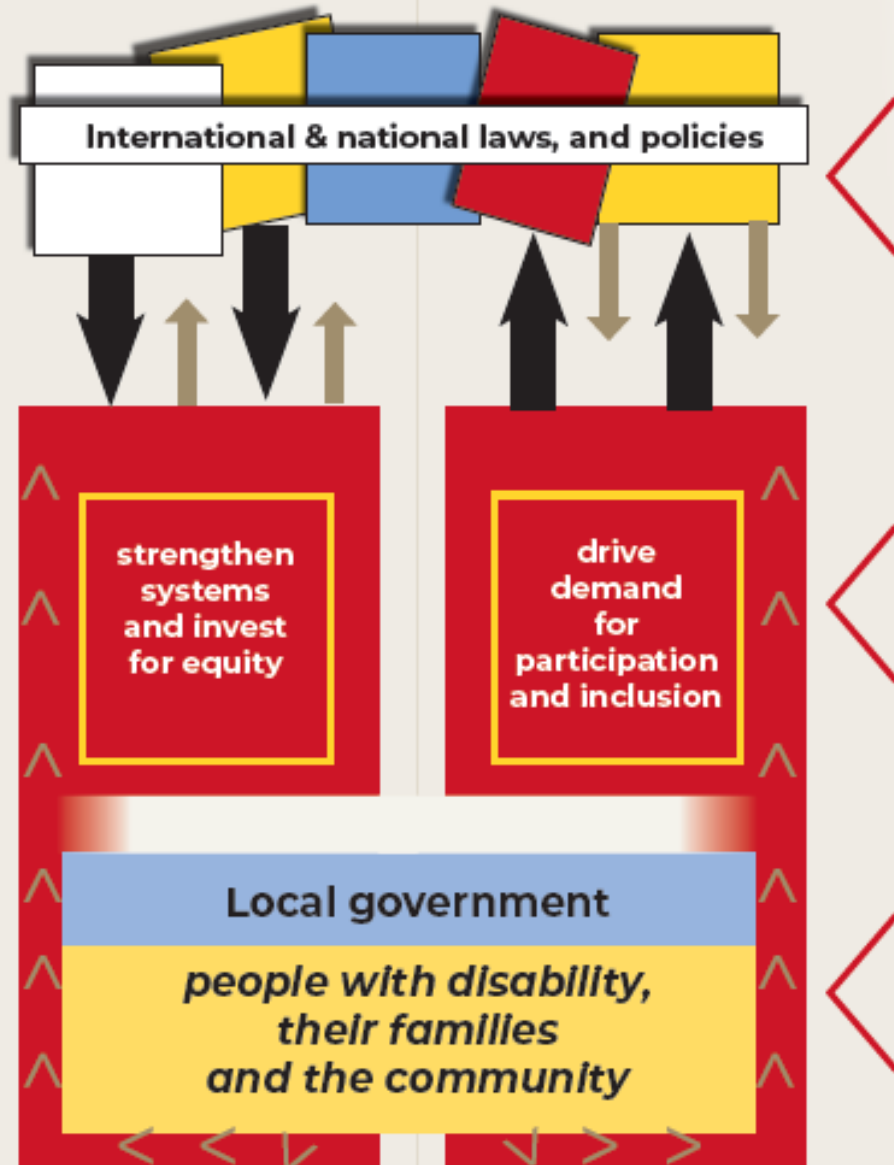 International & national laws, and policies
strengthen
systems
and invest
for equity
drive
demand
for
participation
and inclusion
Local government
people with disability,
their families
and the community